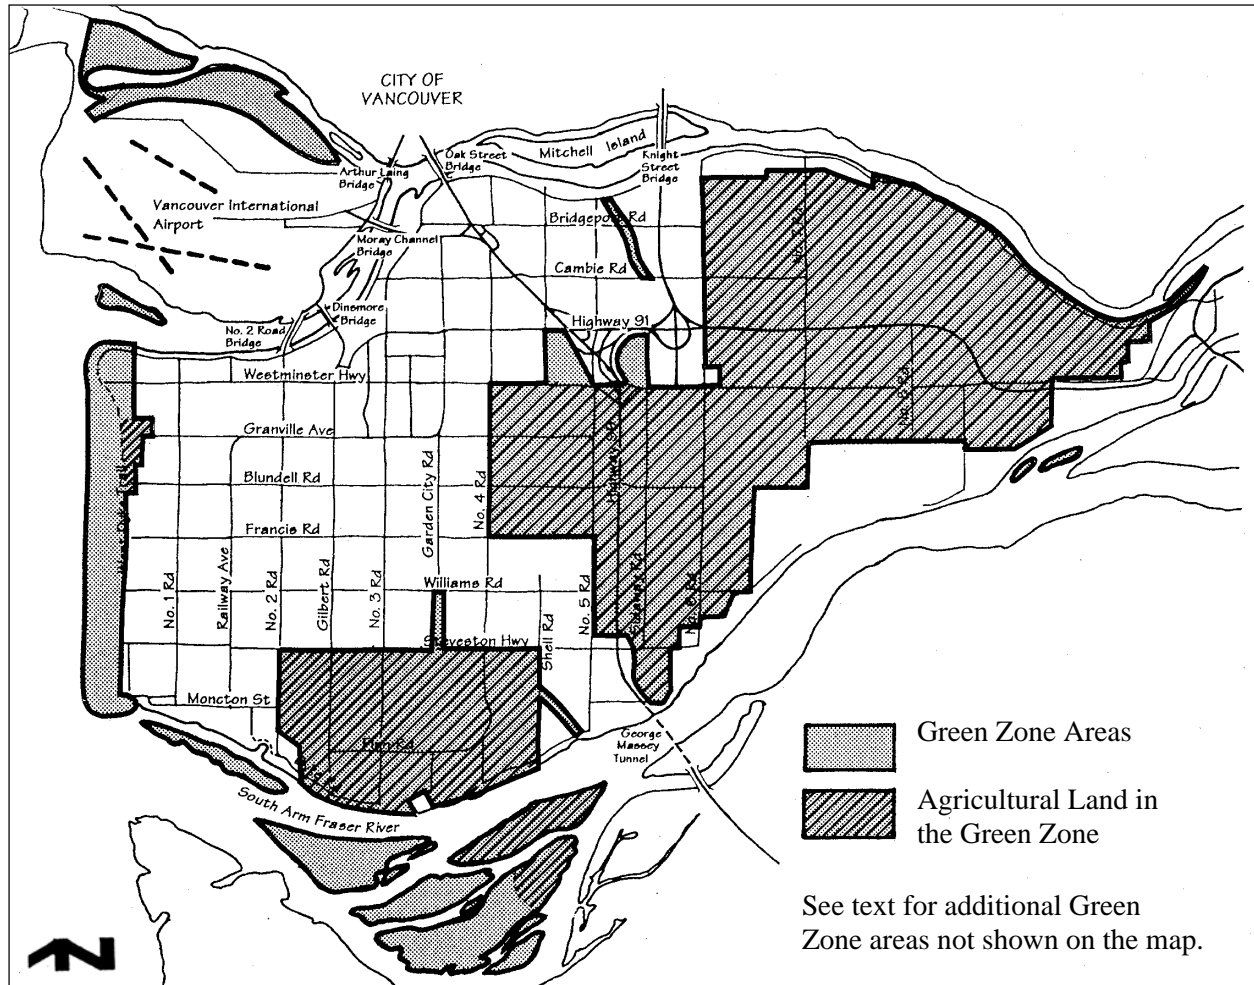 CITY OF
VANCOUVER
Mitchell Island
Oak Street
Bridge
Knight
Street
Bridge
Arthur Laing
Bridge
Vancouver International
Airport
Bridgeport Rd
Moray Channel
Bridge
Cambie Rd
Dinsmore
Bridge
No. 2 Road
Bridge
Highway 91
Westminster Hwy
Granville Ave
Blundell Rd
Francis Rd
Williams Rd
Steveston Hwy
Moncton St
No. 1 Rd
Railway Ave
No. 2 Rd
Gilbert Rd
No. 3 Rd
Garden City Rd
No. 4 Rd
Shell Rd
No. 5 Rd
Highway 99
Sidaway Rd
No. 6 Rd
No. 8 Rd
Finn Rd
George
Massey
Tunnel
South Arm Fraser River
Green Zone Areas
Agricultural Land in
the Green Zone
See text for additional Green
Zone areas not shown on the map.
N